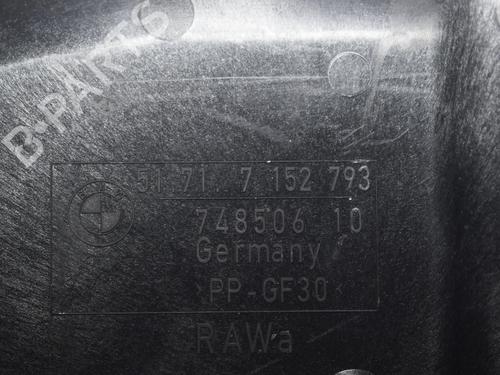 B-PARTS
51.71. 7 152 793
748506 10
Germany
>PP-GF30<
RAWa